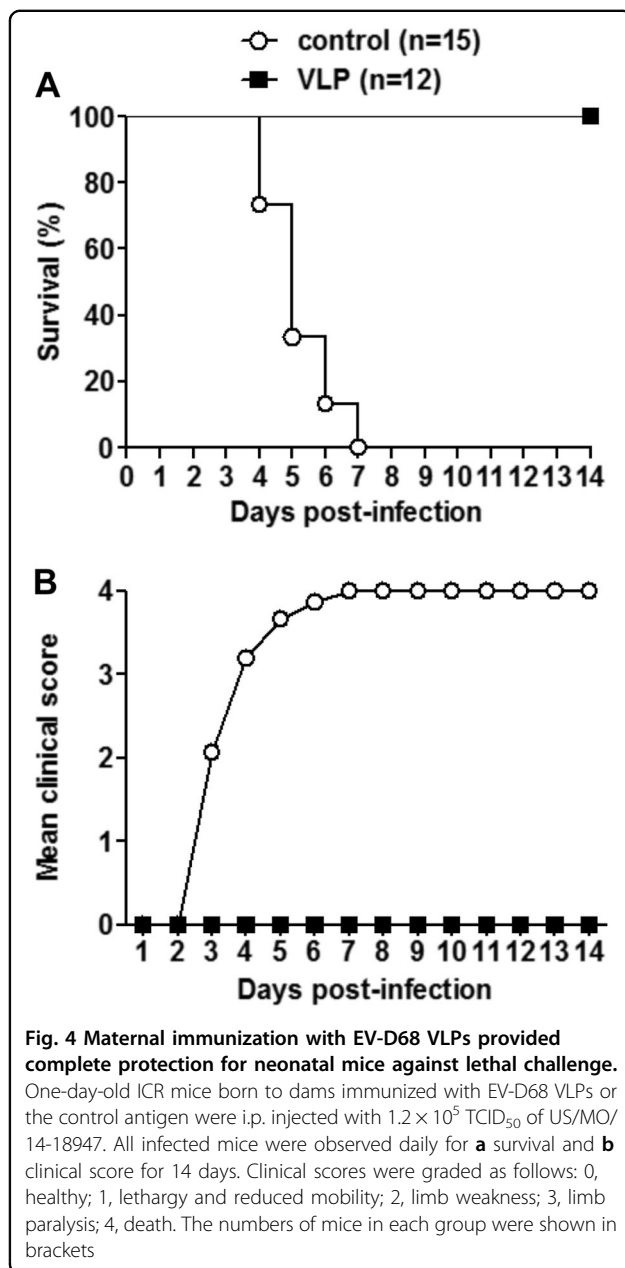 control (n=15)
VLP (n=12)
A
100
80
60
40
20
0
Survival (%)
0 1 2 3 4 5 6 7 8 9 10 11 12 13 14
Days post-infection
B
4
3
2
1
0
Mean clinical score
1 2 3 4 5 6 7 8 9 10 11 12 13 14
Days post-infection
Fig. 4 Maternal immunization with EV-D68 VLPs provided
complete protection for neonatal mice against lethal challenge.
One-day-old ICR mice born to dams immunized with EV-D68 VLPs or
the control antigen were i.p. injected with 1.2 × 10⁵ TCID₅₀ of US/MO/
14-18947. All infected mice were observed daily for a survival and b
clinical score for 14 days. Clinical scores were graded as follows: 0,
healthy; 1, lethargy and reduced mobility; 2, limb weakness; 3, limb
paralysis; 4, death. The numbers of mice in each group were shown in
brackets